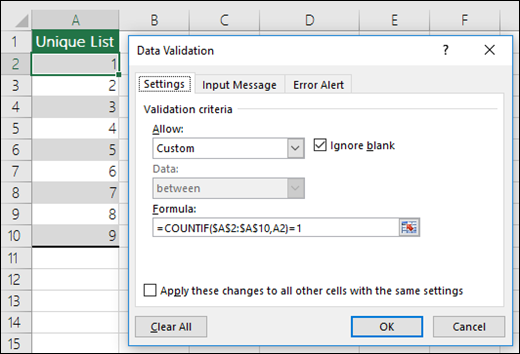 A B C D E F
1 Unique List
Data Validation ? ×
2 1
Settings Input Message Error Alert
3 2
Validation criteria
4 3
Allow:
5 4
Custom Ignore blank
6 5
Data:
7 6
between
8 7
Formula:
9 8
=COUNTIF($A$2:$A$10,A2)=1
10 9
11
12
13
Apply these changes to all other cells with the same settings
14
15
Clear All OK Cancel